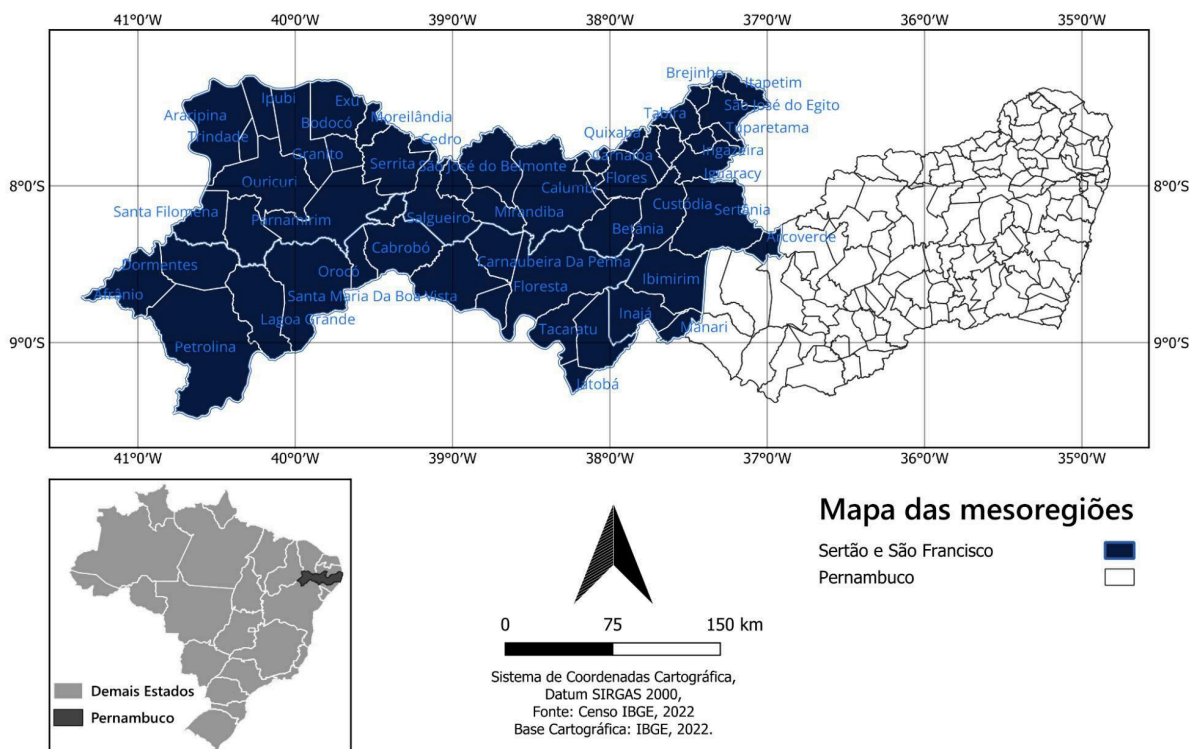 41°0′W 40°0′W 39°0′W 38°0′W 37°0′W 36°0′W 35°0′W
Brejinho
Itapetim
Ipubi
Exu
São José do Egito
Araripina
Moreilândia
Tabira
Bodocó
Tuparetama
Trindade
Quixaba
Cedro
Ingazeira
Granito
Carnaíba
Serrita
São José do Belmonte
Iguaracy
Flores
Ouricuri
Calumbi
8°0′S
8°0′S
Custódia
Santa Filomena
Mirandiba
Sertânia
Salgueiro
Parnamirim
Betânia
Arcoverde
Cabrobó
Dormentes
Carnaubeira Da Penha
Orocó
Ibimirim
Floresta
Afrânio
Santa Maria Da Boa Vista
Inajá
Lagoa Grande
Tacaratu
Manari
Petrolina
9°0′S
9°0′S
Jatobá
41°0′W 40°0′W 39°0′W 38°0′W 37°0′W 36°0′W 35°0′W
Mapa das mesoregiões
Sertão e São Francisco
Pernambuco
0 75 150 km
Sistema de Coordenadas Cartográfica,
Datum SIRGAS 2000,
Fonte: Censo IBGE, 2022
Base Cartográfica: IBGE, 2022.
Demais Estados
Pernambuco